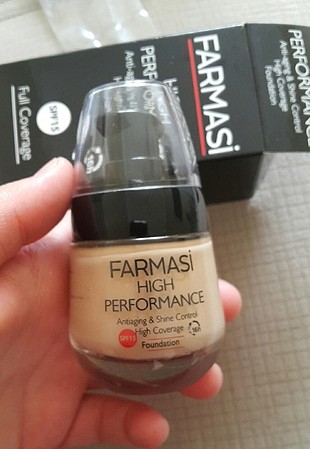 PERFORMANCE
Antiaging & Shine Control
High Coverage
Foundation
FARMASi
SPF15
Full Coverage
FARMASi
HIGH
PERFORMANCE
Antiaging & Shine Control
High Coverage
SPF15
Foundation